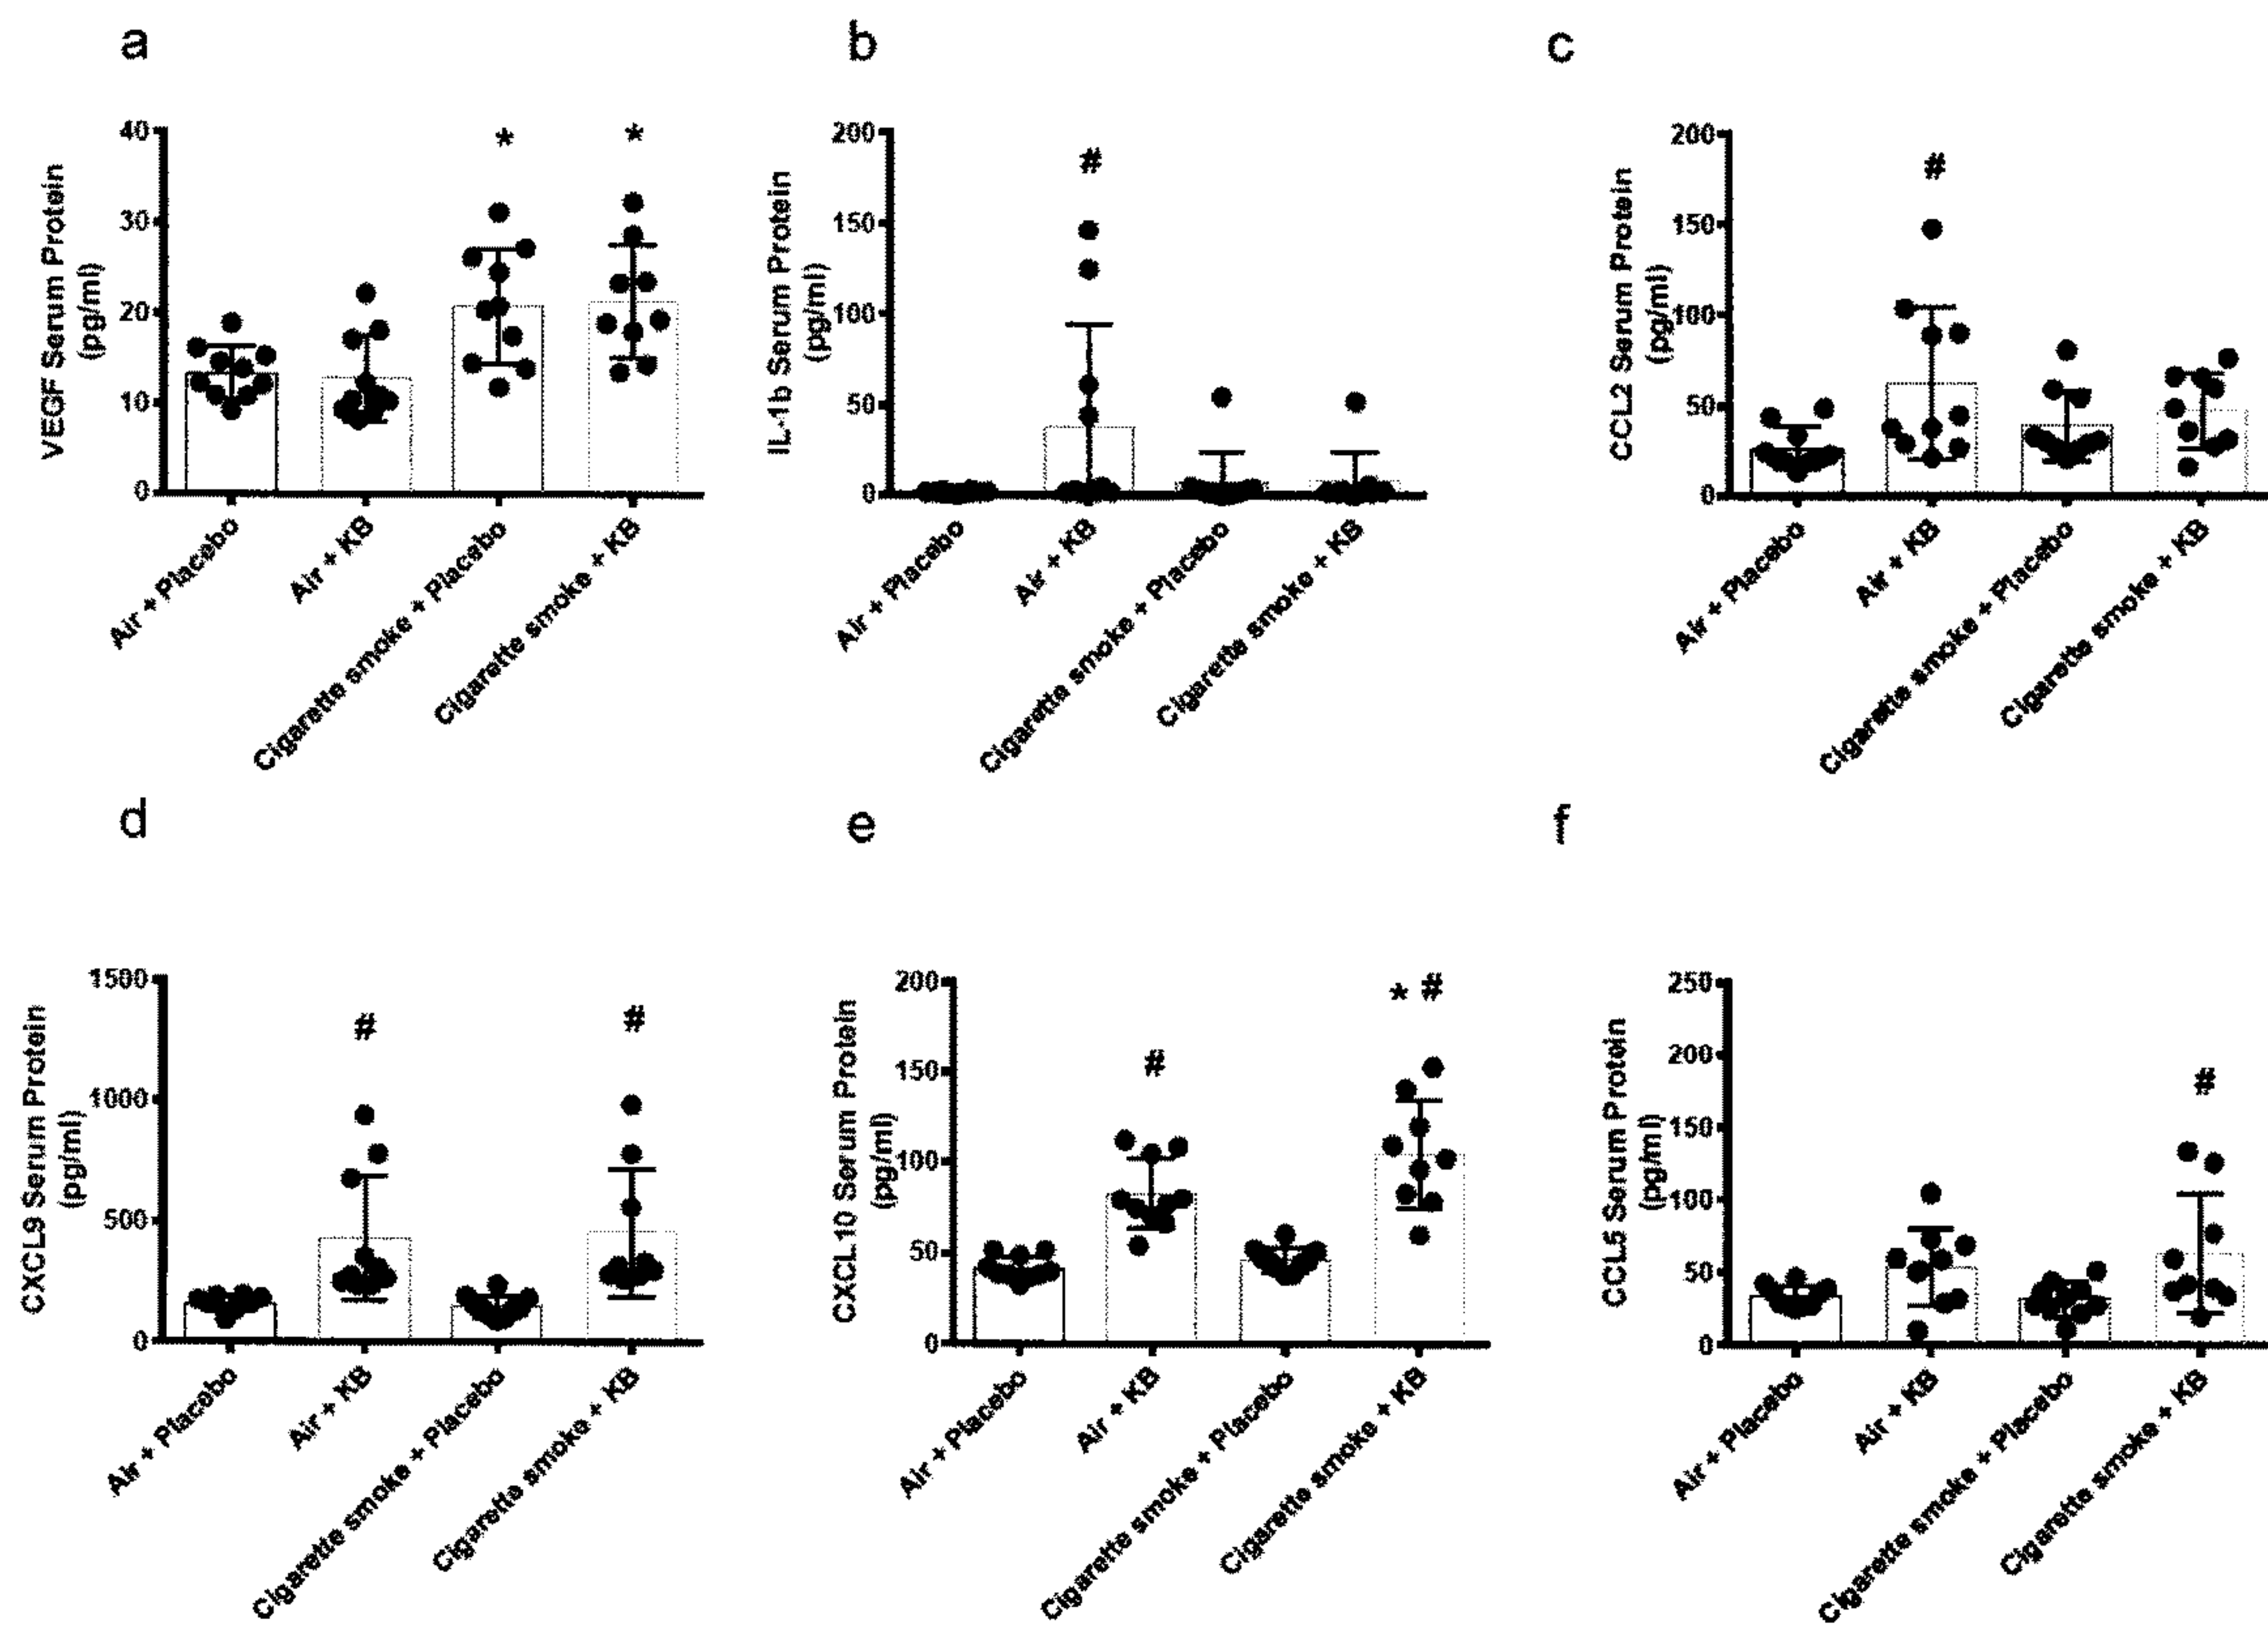 a
VEGF Serum Protein
(pg/ml)
40
30
20
10
0
*
*
Air + Placebo
Air + KB
Cigarette smoke + Placebo
Cigarette smoke + KB
b
IL-1b Serum Protein
(pg/ml)
200
150
100
50
0
#
Air + Placebo
Air + KB
Cigarette smoke + Placebo
Cigarette smoke + KB
c
CCL2 Serum Protein
(pg/ml)
200
150
100
50
0
#
Air + Placebo
Air + KB
Cigarette smoke + Placebo
Cigarette smoke + KB
d
CXCL9 Serum Protein
(pg/ml)
1500
1000
500
0
#
#
Air + Placebo
Air + KB
Cigarette smoke + Placebo
Cigarette smoke + KB
e
CXCL10 Serum Protein
(pg/ml)
200
150
100
50
0
#
* #
Air + Placebo
Air + KB
Cigarette smoke + Placebo
Cigarette smoke + KB
f
CCL5 Serum Protein
(pg/ml)
250
200
150
100
50
0
#
Air + Placebo
Air + KB
Cigarette smoke + Placebo
Cigarette smoke + KB